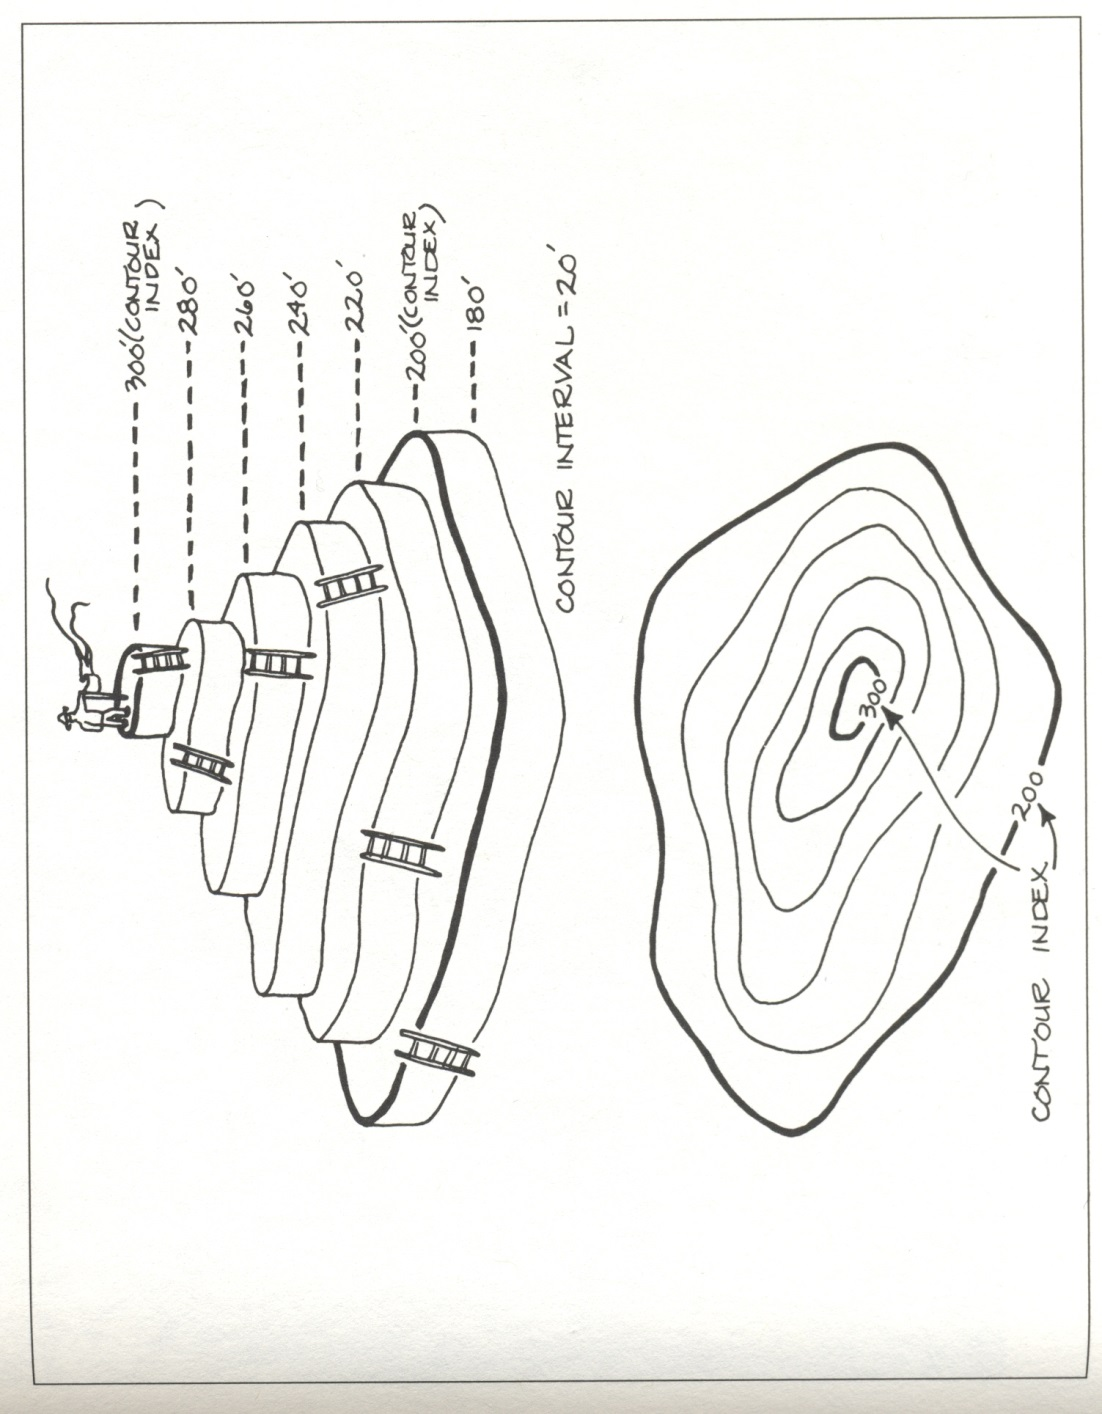 300'(CONTOUR
INDEX)
280'
260'
240'
220'
200'(CONTOUR
INDEX)
180'
CONTOUR INTERVAL = 20'
300
200
CONTOUR INDEX